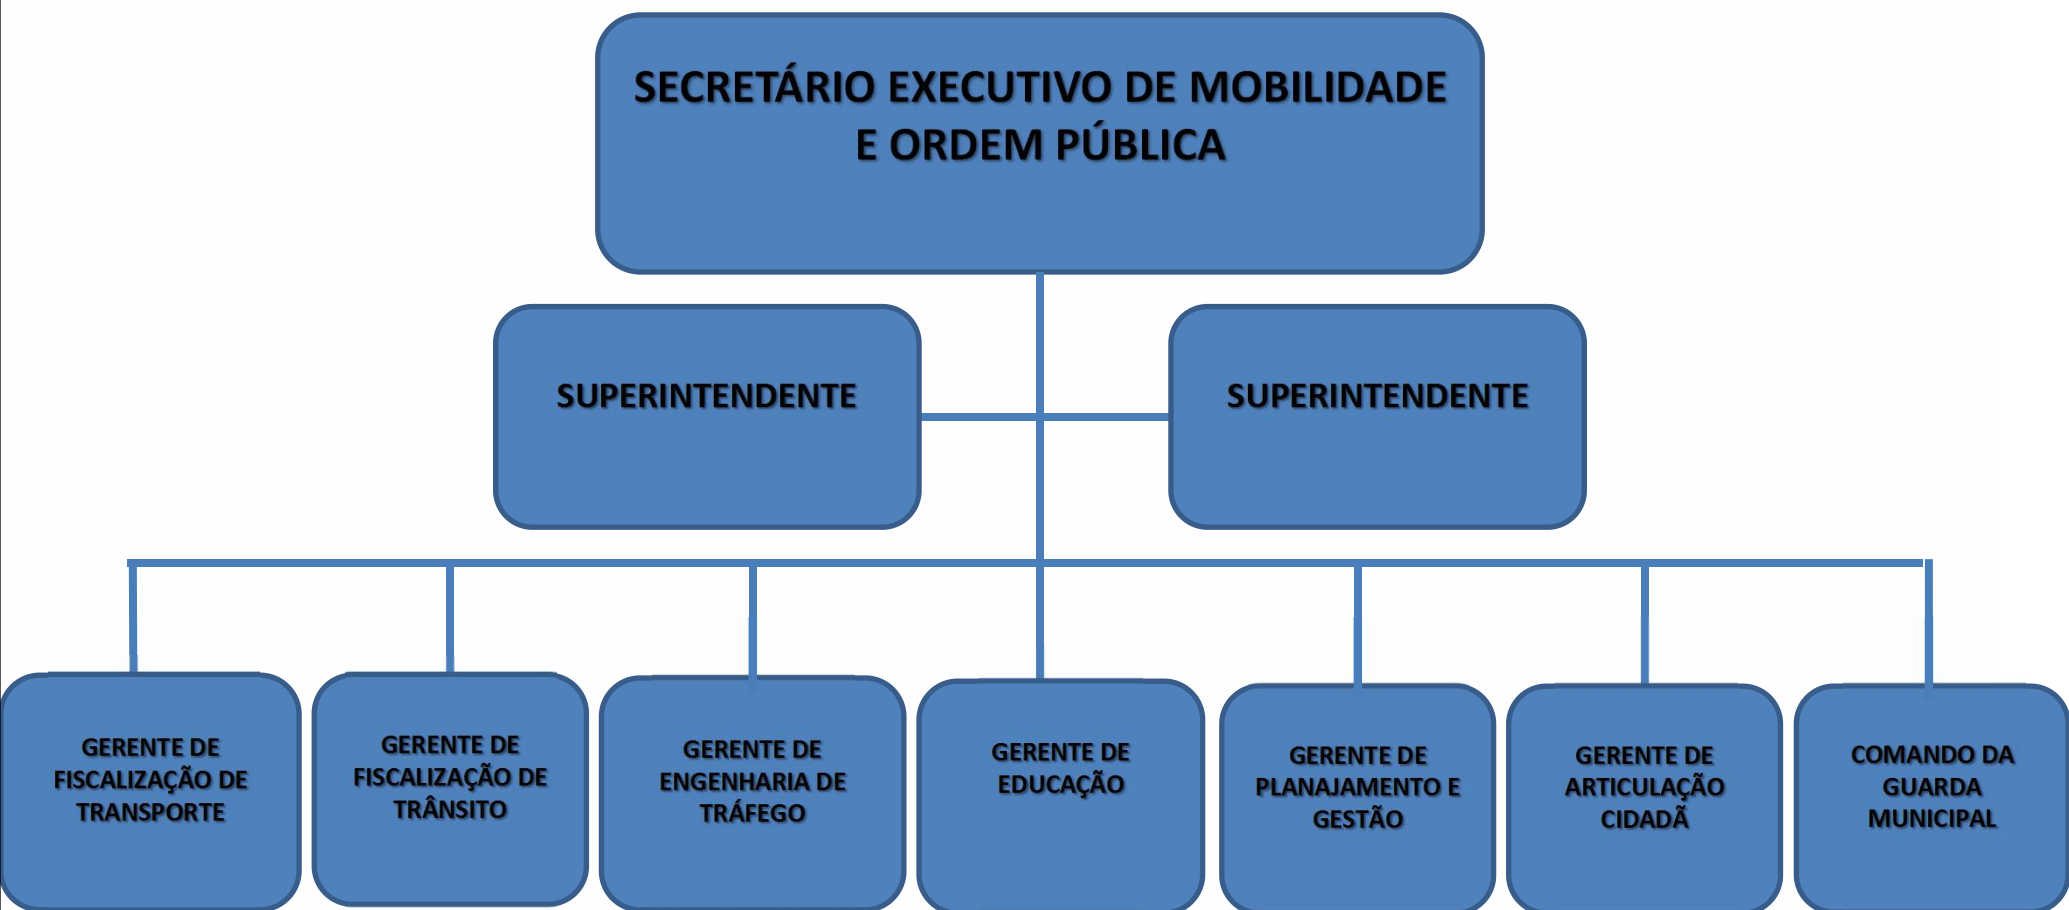 SECRETÁRIO EXECUTIVO DE MOBILIDADE
E ORDEM PÚBLICA
SUPERINTENDENTE
SUPERINTENDENTE
GERENTE DE
FISCALIZAÇÃO DE
TRANSPORTE
GERENTE DE
FISCALIZAÇÃO DE
TRÂNSITO
GERENTE DE
ENGENHARIA DE
TRÁFEGO
GERENTE DE
EDUCAÇÃO
GERENTE DE
PLANAJAMENTO E
GESTÃO
GERENTE DE
ARTICULAÇÃO
CIDADÃ
COMANDO DA
GUARDA
MUNICIPAL